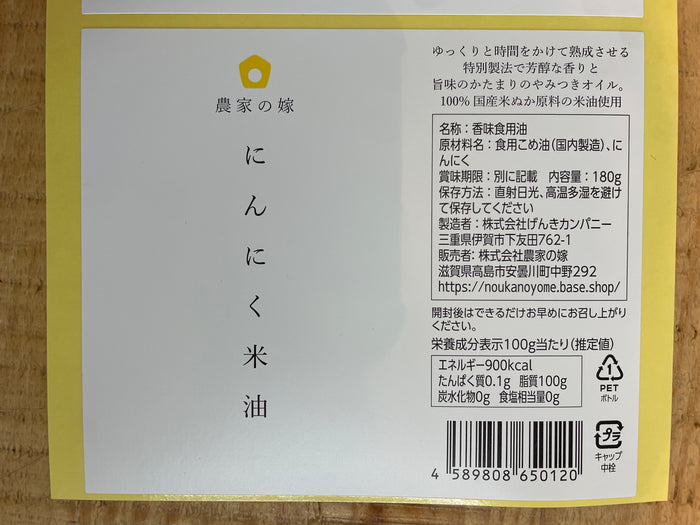 農家の嫁
にんにく米油
ゆっくりと時間をかけて熟成させる
特別製法で芳醇な香りと
旨味のかたまりのやみつきオイル。
100% 国産米ぬか原料の米油使用
名称：香味食用油
原材料名：食用こめ油(国内製造)、に
んにく
賞味期限：別に記載　内容量：180g
保存方法：直射日光、高温多湿を避け
て保存してください
製造者：株式会社げんきカンパニー
三重県伊賀市下友田762-1
販売者：株式会社農家の嫁
滋賀県高島市安曇川町中野292
https://noukanoyome.base.shop/
開封後はできるだけお早めにお召し上がり
ください。
栄養成分表示100g当たり(推定値)
エネルギー900kcal
たんぱく質0.1g 脂質100g
炭水化物0g 食塩相当量0g
1
PET
ボトル
プラ
キャップ
中栓
4 589808 650120